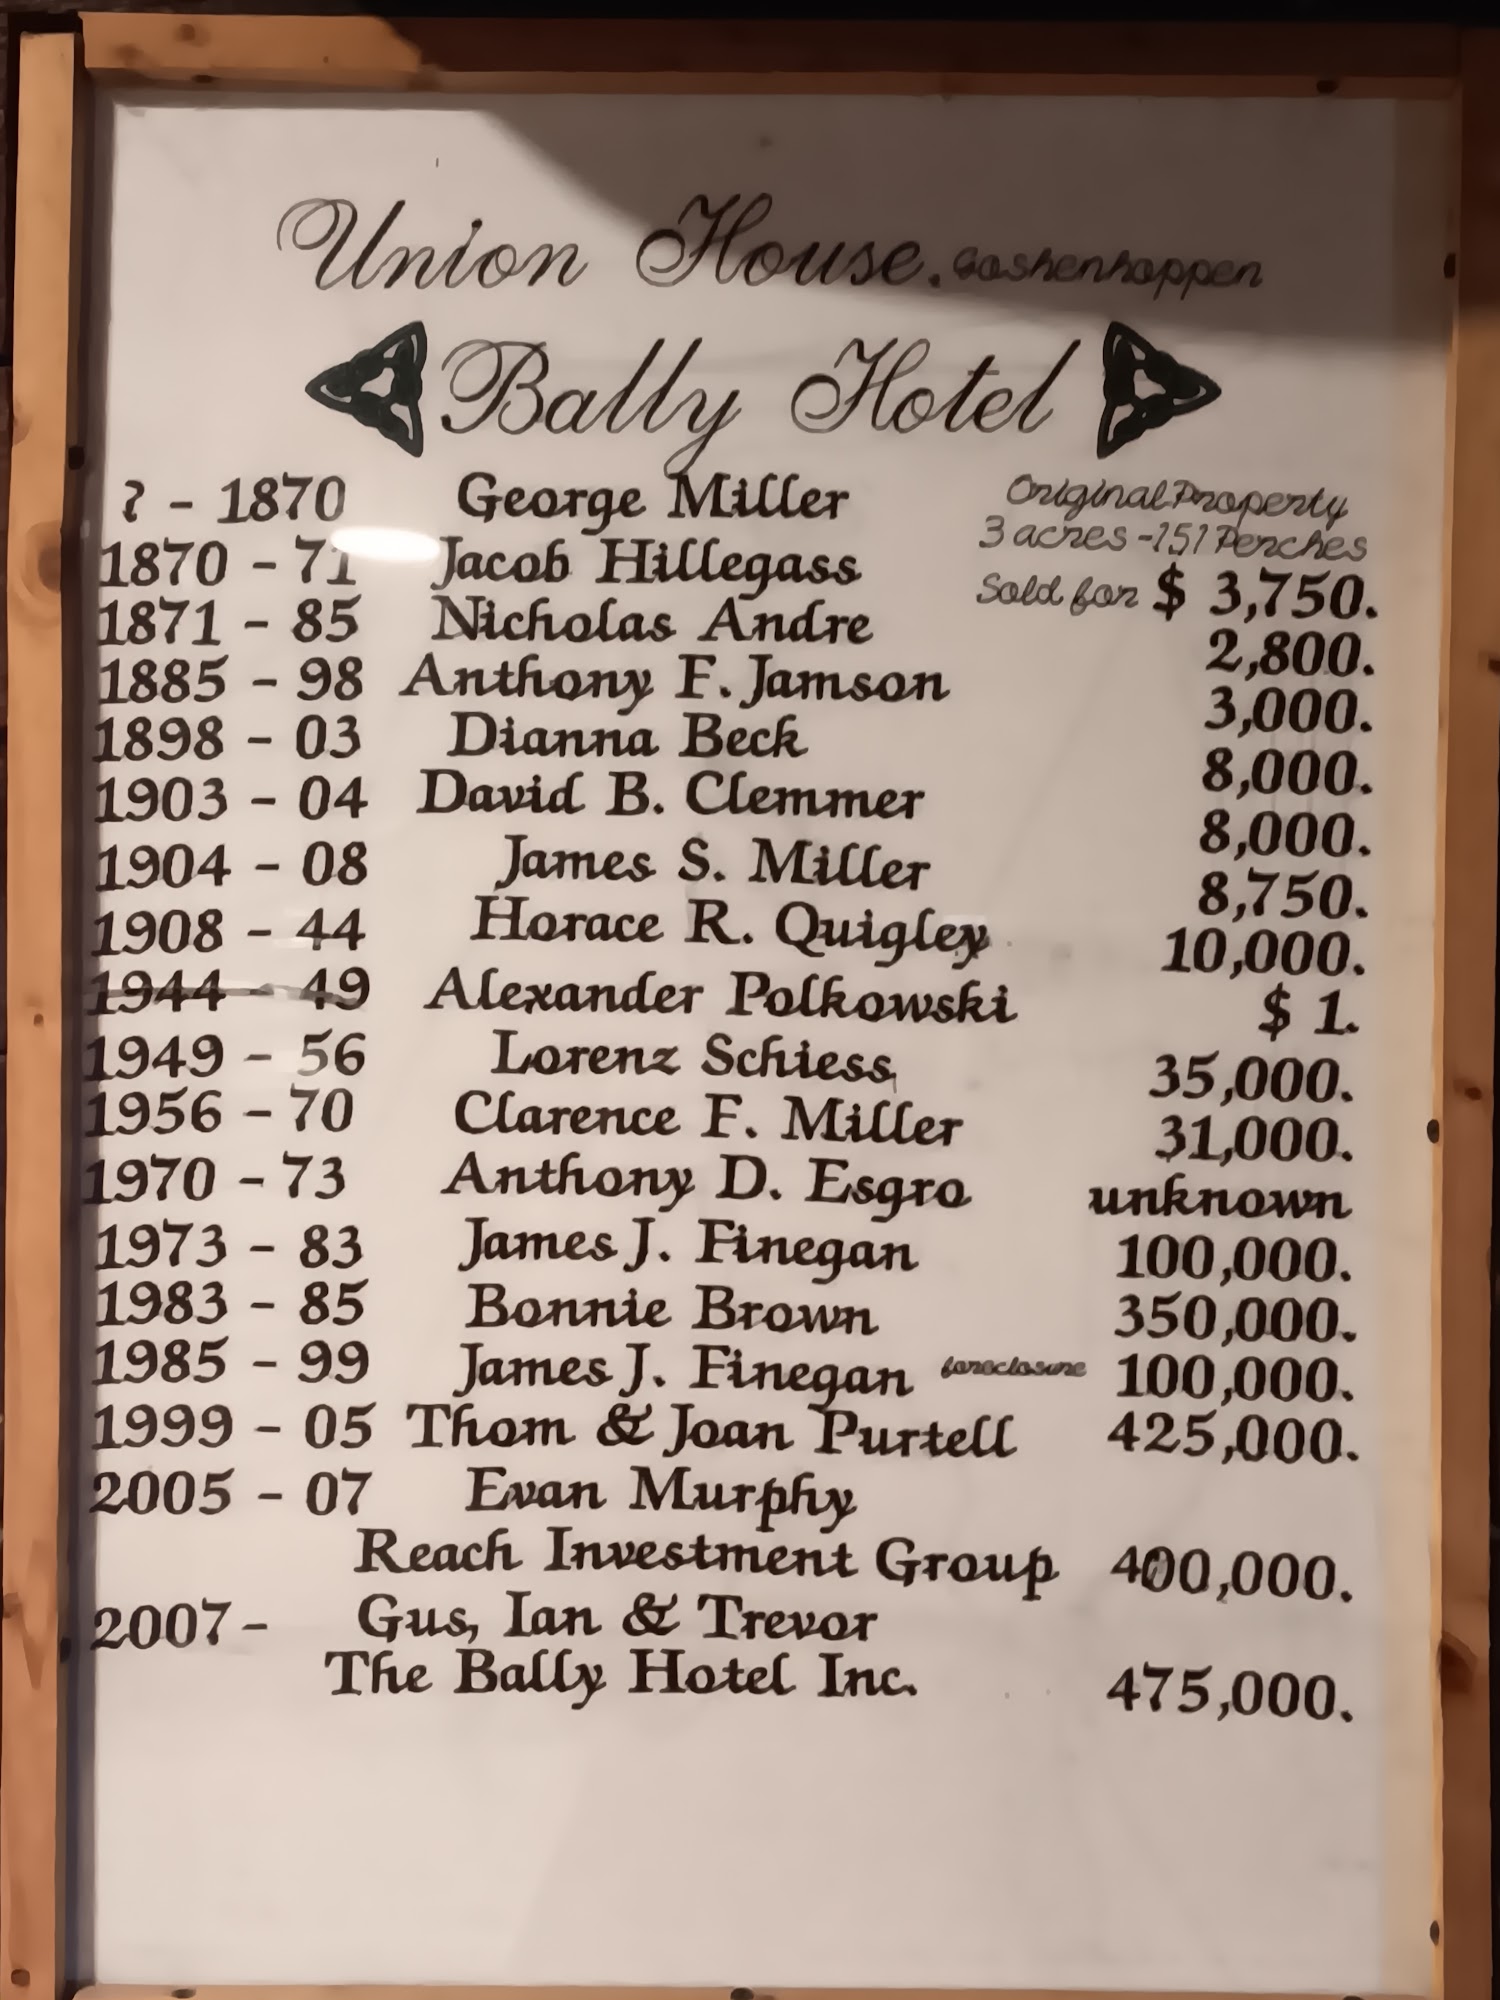 Union House. Goshenhoppen
Bally Hotel
? - 1870 George Miller Original Property
3 acres - 151 Perches
1870 - 71 Jacob Hillegass Sold for $ 3,750.
1871 - 85 Nicholas Andre 2,800.
1885 - 98 Anthony F. Jamson 3,000.
1898 - 03 Dianna Beck 8,000.
1903 - 04 David B. Clemmer 8,000.
1904 - 08 James S. Miller 8,750.
1908 - 44 Horace R. Quigley 10,000.
1944 - 49 Alexander Polkowski $ 1.
1949 - 56 Lorenz Schiess 35,000.
1956 - 70 Clarence F. Miller 31,000.
1970 - 73 Anthony D. Esgro unknown
1973 - 83 James J. Finegan 100,000.
1983 - 85 Bonnie Brown 350,000.
1985 - 99 James J. Finegan foreclosure 100,000.
1999 - 05 Thom & Joan Purtell 425,000.
2005 - 07 Evan Murphy
Reach Investment Group 400,000.
2007 - Gus, Ian & Trevor
The Bally Hotel Inc. 475,000.